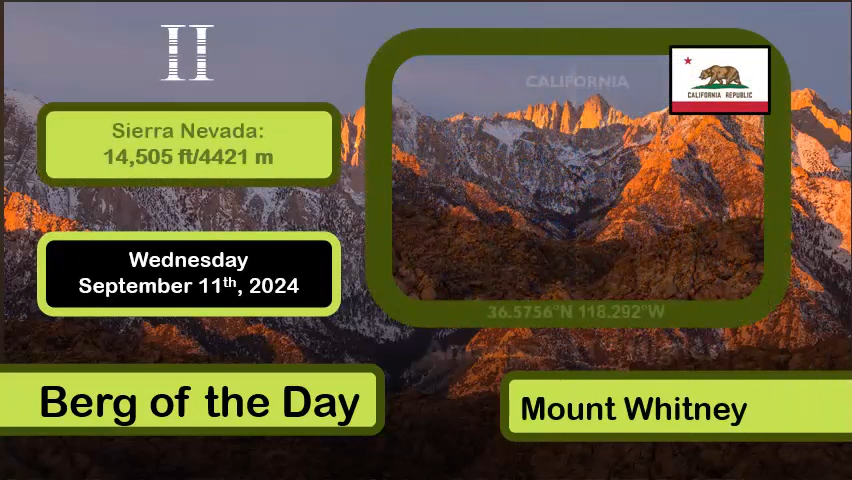 II
CALIFORNIA
CALIFORNIA REPUBLIC
Sierra Nevada:
14,505 ft/4421 m
Wednesday
September 11th, 2024
36.5756°N 118.292°W
Berg of the Day
Mount Whitney